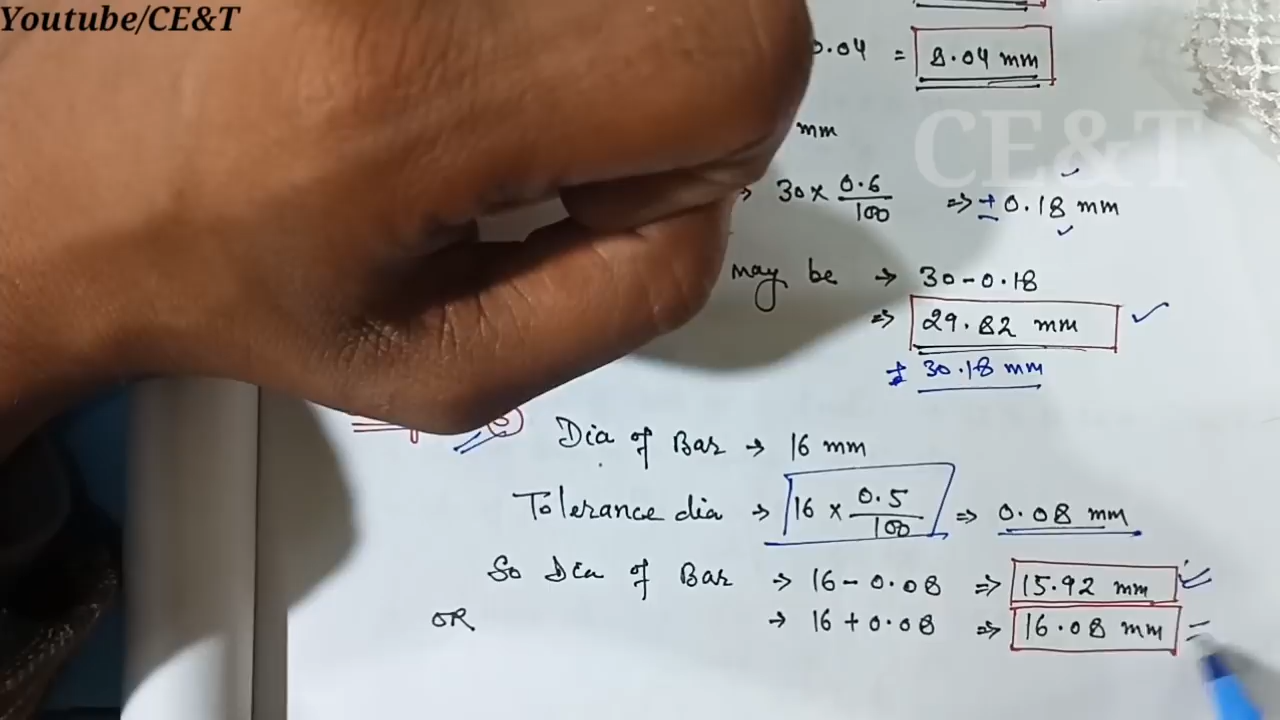 Youtube/CE&T
0.04 = 8.04 mm
CE&T
mm
30 × 0.6/100 ⇒ ± 0.18 mm
may be → 30 - 0.18
⇒ 29.82 mm
± 30.18 mm
Dia of Bar → 16 mm
Tolerance dia → 16 × 0.5/100 ⇒ 0.08 mm
So Dia of Bar → 16 - 0.08 ⇒ 15.92 mm
OR → 16 + 0.08 ⇒ 16.08 mm